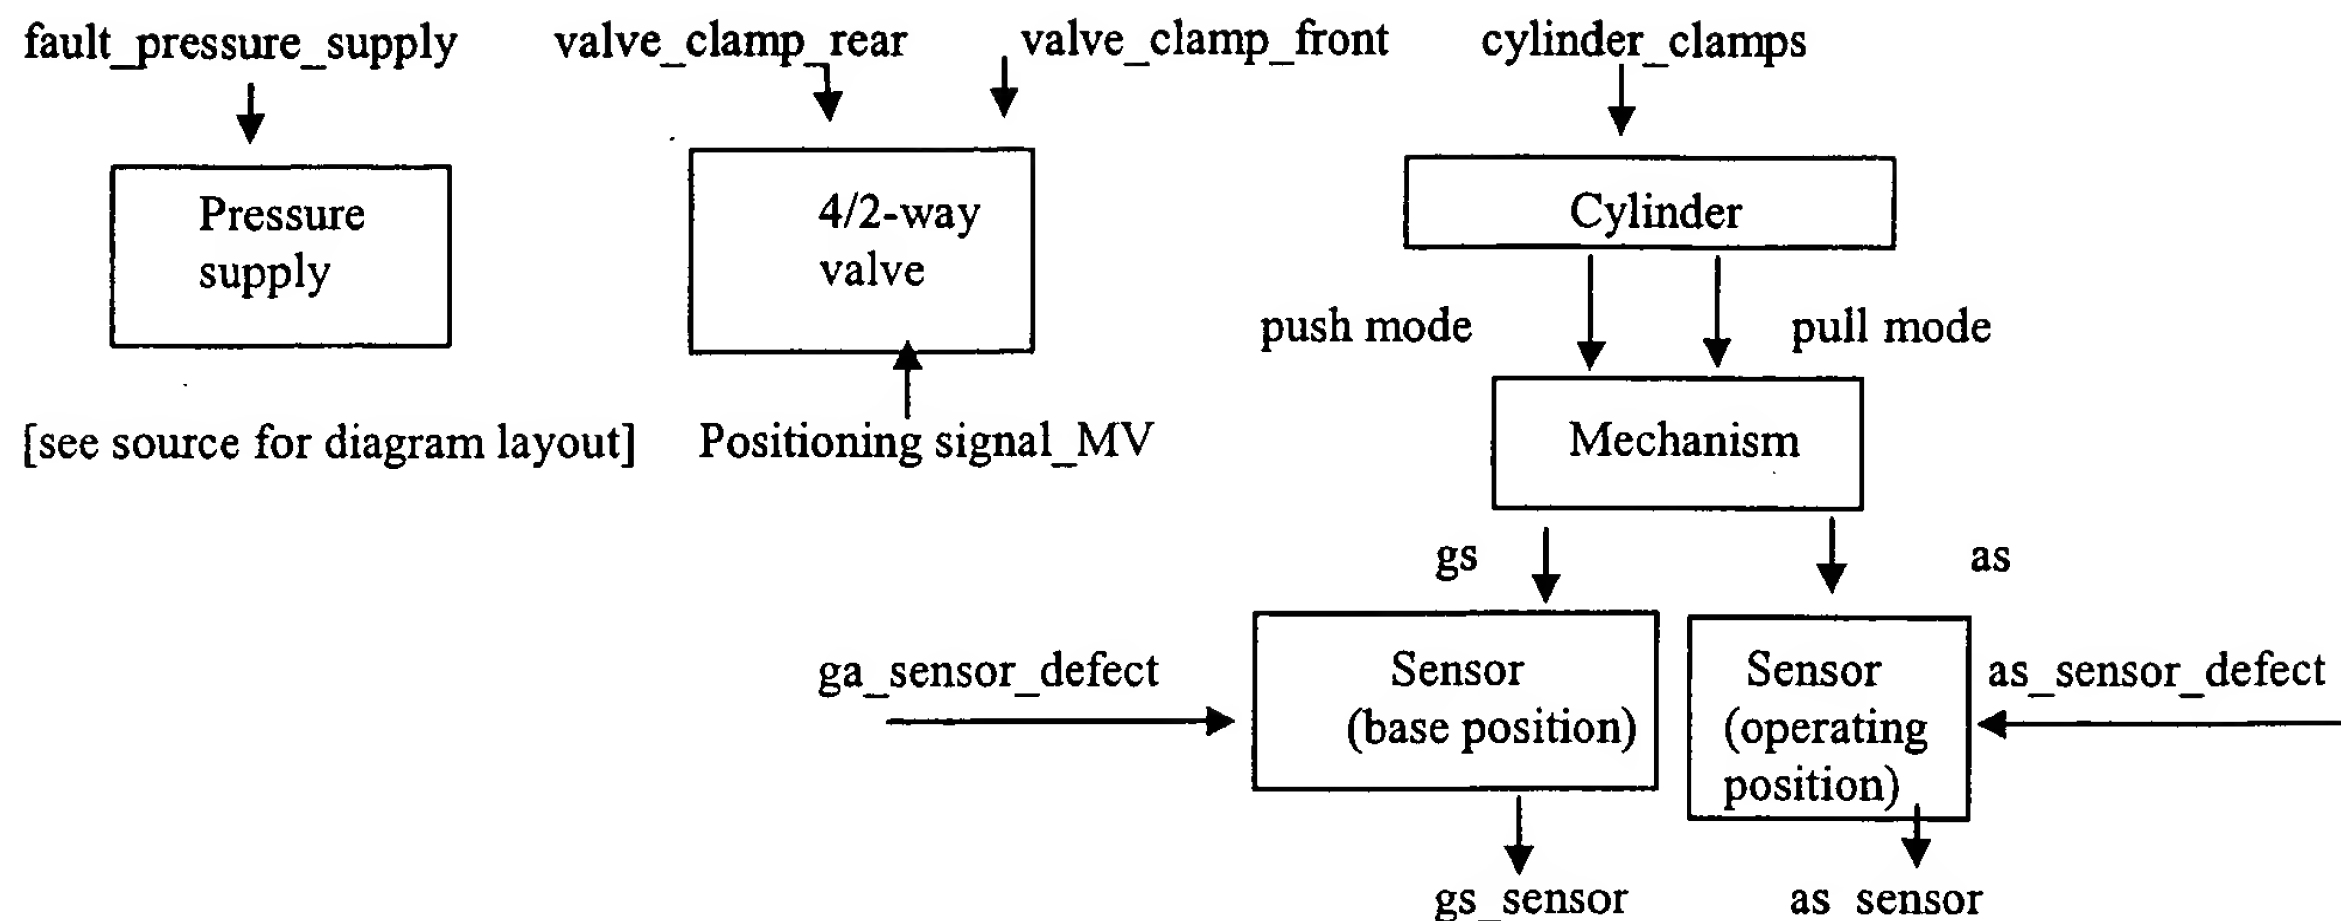 fault_pressure_supply valve_clamp_rear valve_clamp_front cylinder_clamps
Pressure
supply
4/2-way
valve
Cylinder
push mode pull mode
[see source for diagram layout] Positioning signal_MV
Mechanism
gs as
ga_sensor_defect
Sensor
(base position)
Sensor
(operating
position)
as_sensor_defect
gs_sensor as_sensor